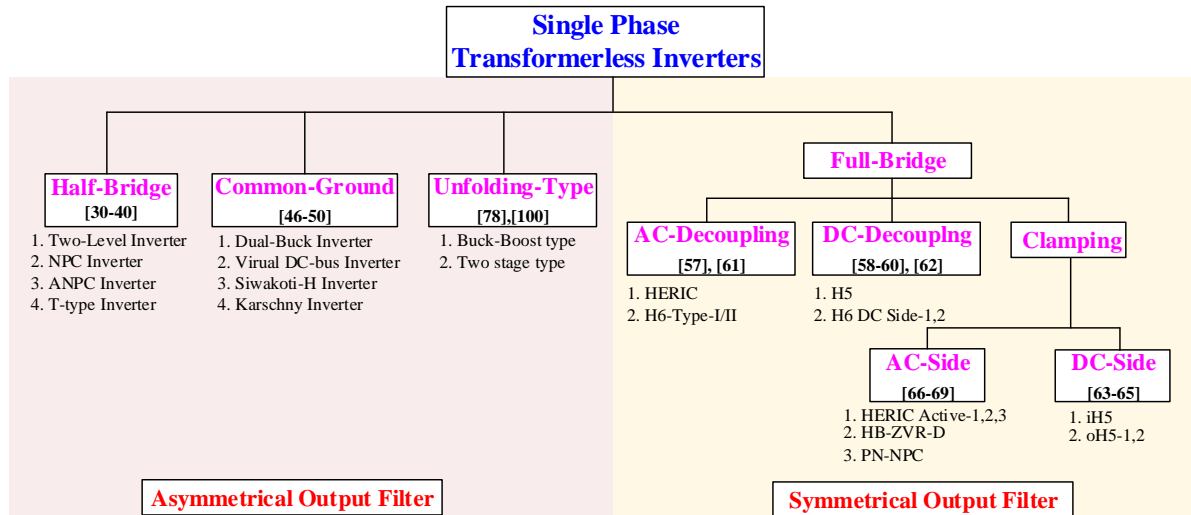 Single Phase
Transformerless Inverters
Half-Bridge
[30-40]
1. Two-Level Inverter
2. NPC Inverter
3. ANPC Inverter
4. T-type Inverter
Common-Ground
[46-50]
1. Dual-Buck Inverter
2. Virual DC-bus Inverter
3. Siwakoti-H Inverter
4. Karschny Inverter
Unfolding-Type
[78],[100]
1. Buck-Boost type
2. Two stage type
Full-Bridge
AC-Decoupling
[57], [61]
1. HERIC
2. H6-Type-I/II
DC-Decouplng
[58-60], [62]
1. H5
2. H6 DC Side-1,2
Clamping
AC-Side
[66-69]
1. HERIC Active-1,2,3
2. HB-ZVR-D
3. PN-NPC
DC-Side
[63-65]
1. iH5
2. oH5-1,2
Asymmetrical Output Filter
Symmetrical Output Filter